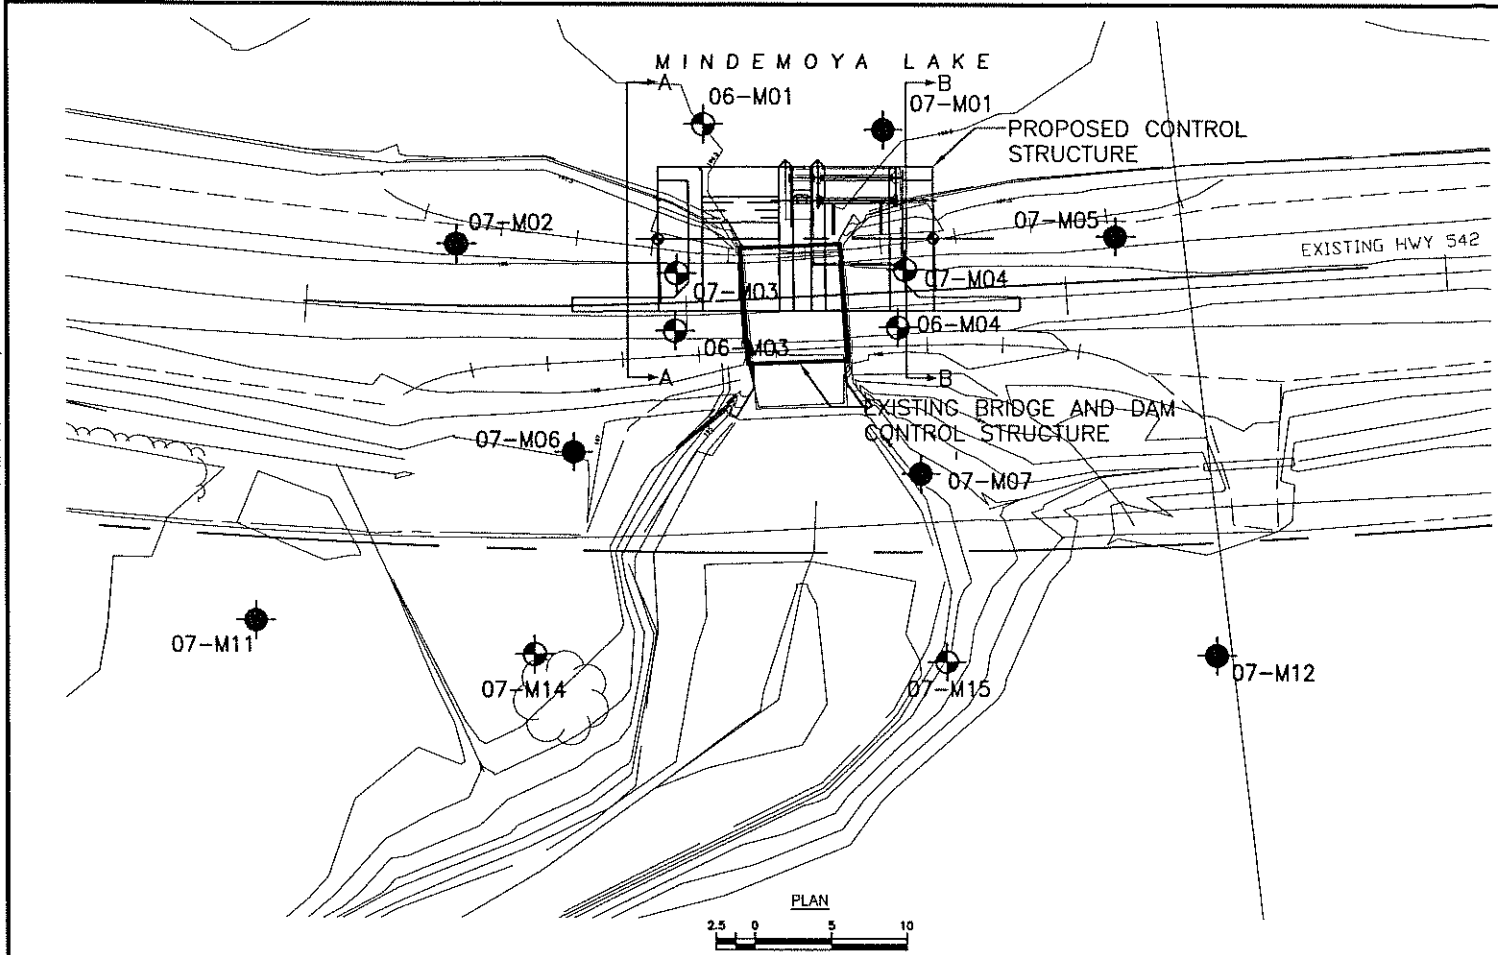 MINDEMOYA LAKE
A
B
06-M01
07-M01
PROPOSED CONTROL
STRUCTURE
07-M02
07-M05
EXISTING HWY 542
07-M03
07-M04
06-M03
06-M04
A
B
EXISTING BRIDGE AND DAM
CONTROL STRUCTURE
07-M06
07-M07
07-M11
07-M14
07-M15
07-M12
PLAN
2.5 0 5 10